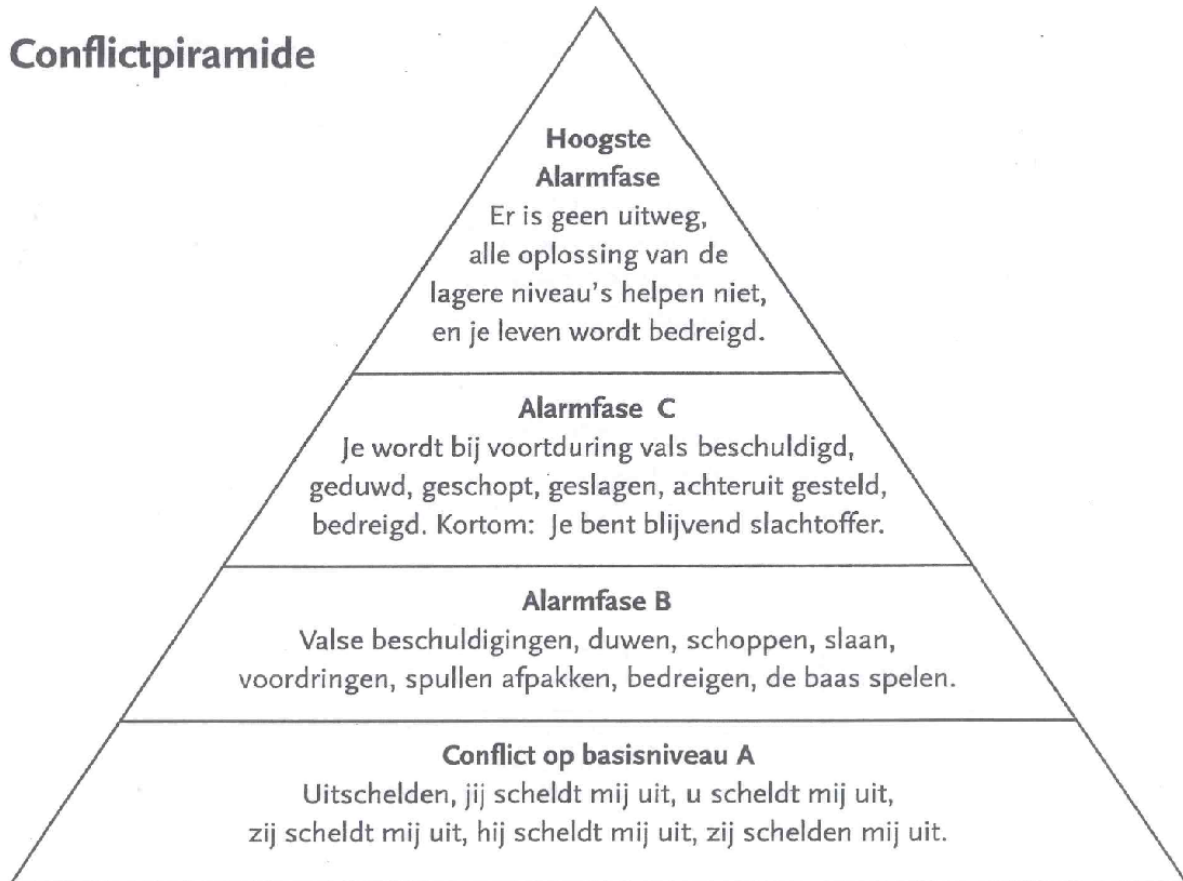 Conflictpiramide
Hoogste
Alarmfase
Er is geen uitweg,
alle oplossing van de
lagere niveau's helpen niet,
en je leven wordt bedreigd.
Alarmfase C
Je wordt bij voortduring vals beschuldigd,
geduwd, geschopt, geslagen, achteruit gesteld,
bedreigd. Kortom: Je bent blijvend slachtoffer.
Alarmfase B
Valse beschuldigingen, duwen, schoppen, slaan,
voordringen, spullen afpakken, bedreigen, de baas spelen.
Conflict op basisniveau A
Uitschelden, jij scheldt mij uit, u scheldt mij uit,
zij scheldt mij uit, hij scheldt mij uit, zij schelden mij uit.